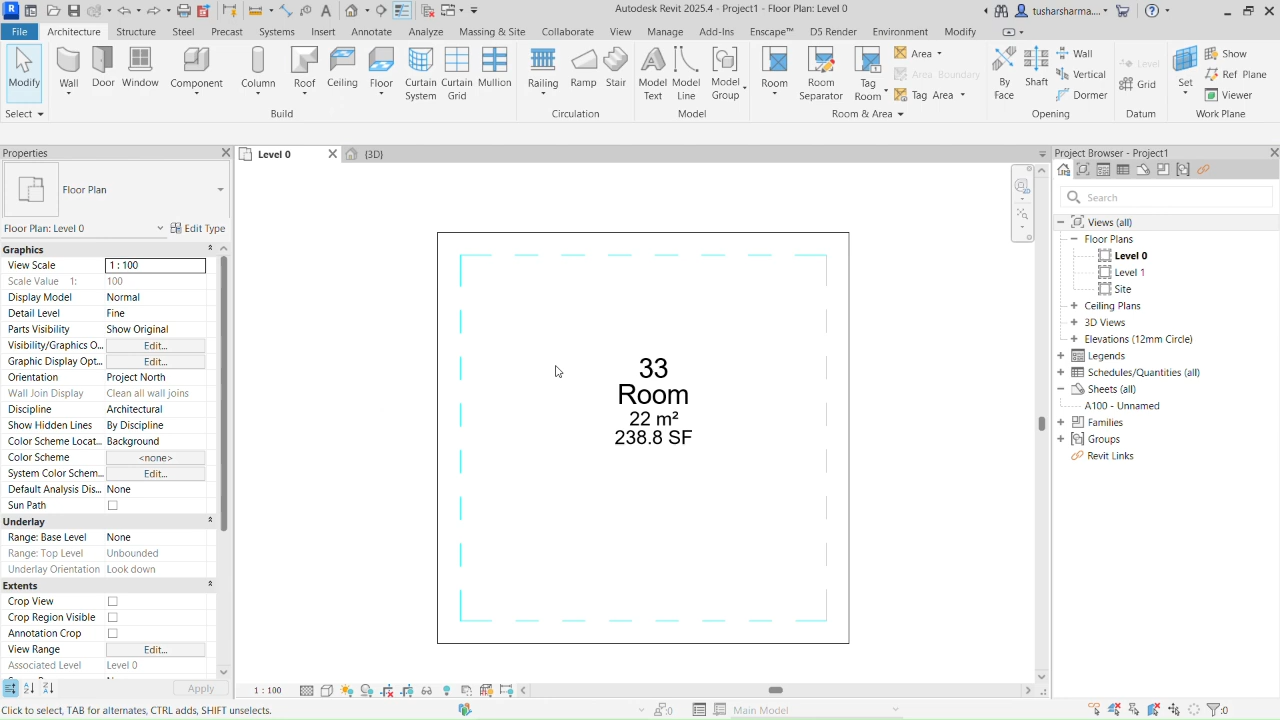 Autodesk Revit 2025.4 - Project1 - Floor Plan: Level 0
tusharsharma....
File Architecture Structure Steel Precast Systems Insert Annotate Analyze Massing & Site Collaborate View Manage Add-Ins Enscape™ D5 Render Environment Modify
Modify
Wall Door Window Component Column Roof Ceiling Floor Curtain System Curtain Grid Mullion
Railing Ramp Stair
Model Text Model Line Model Group
Room Room Separator Tag Room
Area
Area Boundary
Tag Area
By Face Shaft
Wall
Vertical
Dormer
Level
Grid
Set
Show
Ref Plane
Viewer
Select Build Circulation Model Room & Area Opening Datum Work Plane
Properties
Floor Plan
Floor Plan: Level 0 Edit Type
Graphics
View Scale 1 : 100
Scale Value 1: 100
Display Model Normal
Detail Level Fine
Parts Visibility Show Original
Visibility/Graphics O... Edit...
Graphic Display Opt... Edit...
Orientation Project North
Wall Join Display Clean all wall joins
Discipline Architectural
Show Hidden Lines By Discipline
Color Scheme Locat... Background
Color Scheme <none>
System Color Schem... Edit...
Default Analysis Dis... None
Sun Path
Underlay
Range: Base Level None
Range: Top Level Unbounded
Underlay Orientation Look down
Extents
Crop View
Crop Region Visible
Annotation Crop
View Range Edit...
Associated Level Level 0
Apply
Level 0 {3D}
33
Room
22 m²
238.8 SF
1 : 100
Project Browser - Project1
Search
Views (all)
Floor Plans
Level 0
Level 1
Site
Ceiling Plans
3D Views
Elevations (12mm Circle)
Legends
Schedules/Quantities (all)
Sheets (all)
A100 - Unnamed
Families
Groups
Revit Links
Click to select, TAB for alternates, CTRL adds, SHIFT unselects.
:0
Main Model
:0